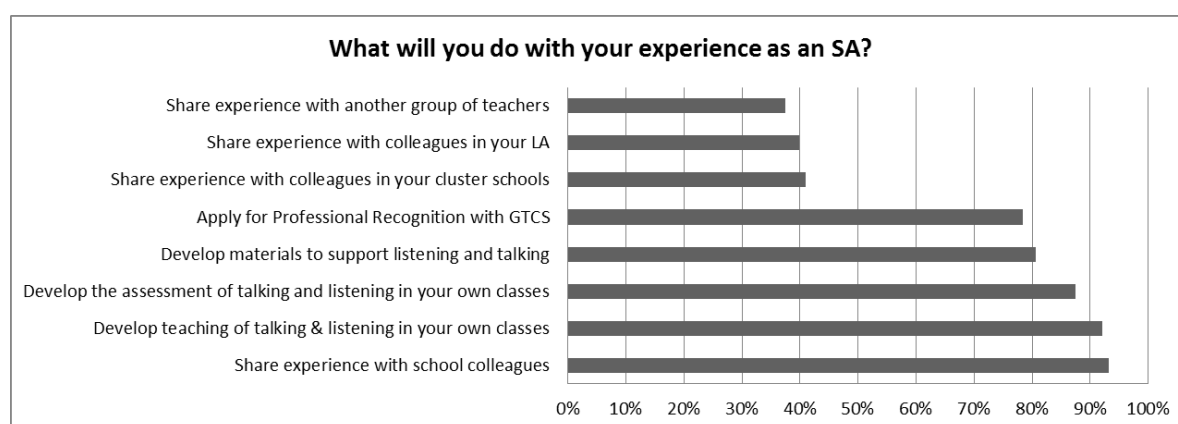 What will you do with your experience as an SA?
Share experience with another group of teachers
Share experience with colleagues in your LA
Share experience with colleagues in your cluster schools
Apply for Professional Recognition with GTCS
Develop materials to support listening and talking
Develop the assessment of talking and listening in your own classes
Develop teaching of talking & listening in your own classes
Share experience with school colleagues
0% 10% 20% 30% 40% 50% 60% 70% 80% 90% 100%